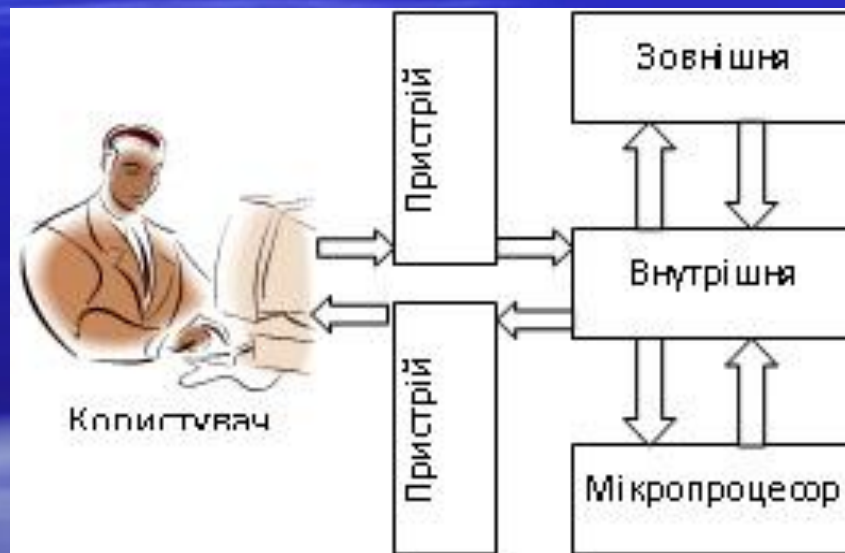 Пристрій
Зовнішня
Внутрішня
Користувач
Пристрій
Мікропроцесор